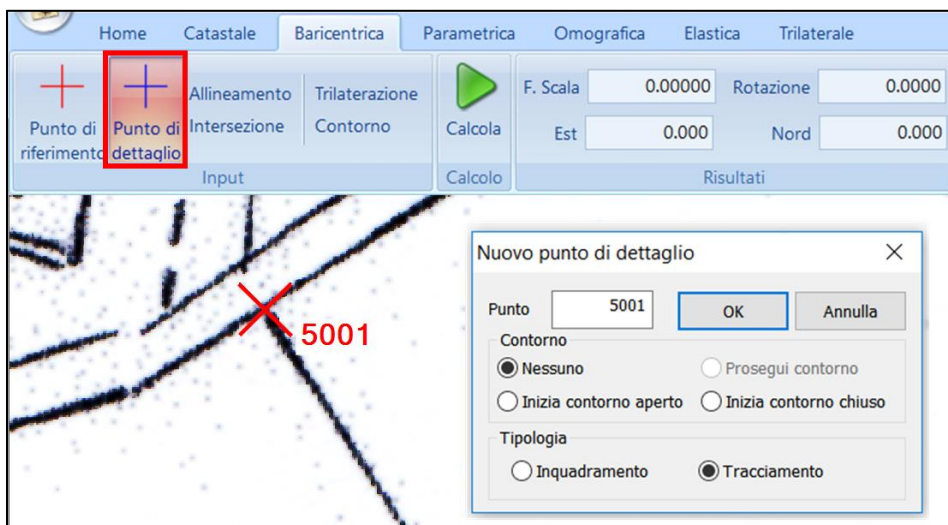 Home Catastale Baricentrica Parametrica Omografica Elastica Trilaterale
Punto di riferimento
Punto di dettaglio
Allineamento
Intersezione
Trilaterazione
Contorno
Input
Calcola
Calcolo
F. Scala 0.00000 Rotazione 0.0000
Est 0.000 Nord 0.000
Risultati
5001
Nuovo punto di dettaglio
Punto 5001 OK Annulla
Contorno
Nessuno Prosegui contorno
Inizia contorno aperto Inizia contorno chiuso
Tipologia
Inquadramento Tracciamento